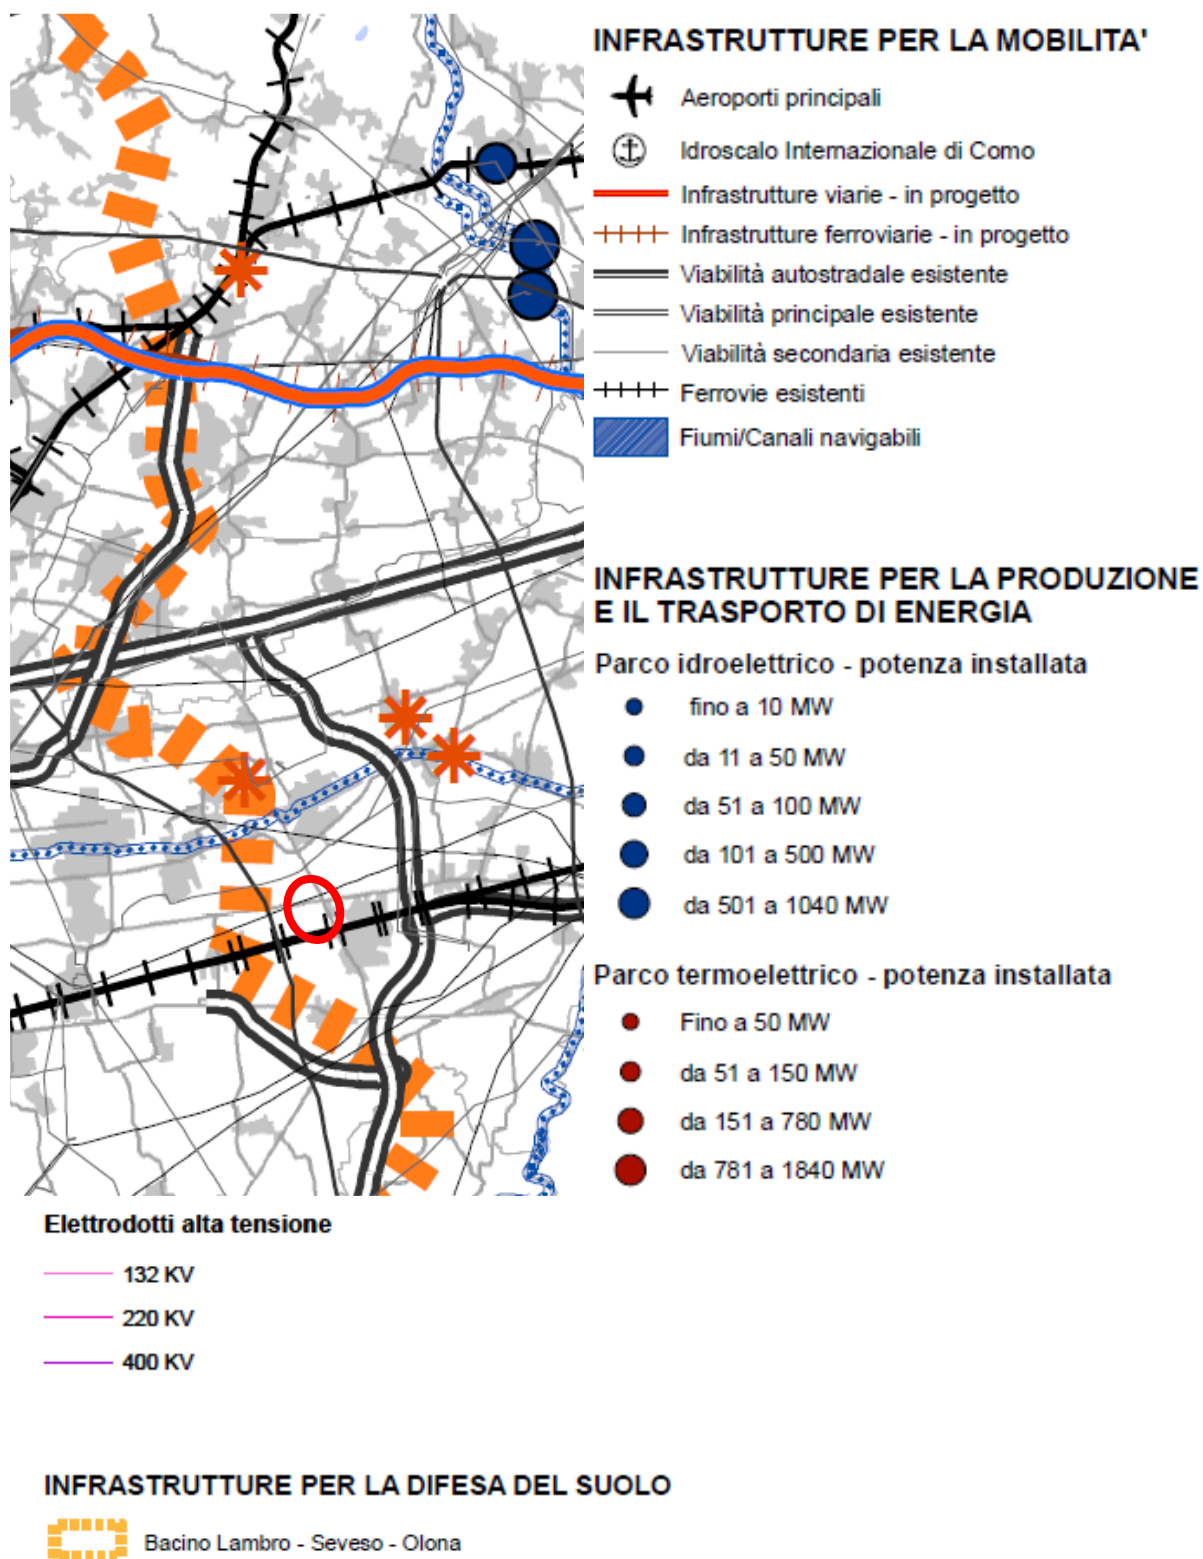 INFRASTRUTTURE PER LA MOBILITA'
Aeroporti principali
Idroscalo Internazionale di Como
Infrastrutture viarie - in progetto
Infrastrutture ferroviarie - in progetto
Viabilità autostradale esistente
Viabilità principale esistente
Viabilità secondaria esistente
Ferrovie esistenti
Fiumi/Canali navigabili
INFRASTRUTTURE PER LA PRODUZIONE
E IL TRASPORTO DI ENERGIA
Parco idroelettrico - potenza installata
fino a 10 MW
da 11 a 50 MW
da 51 a 100 MW
da 101 a 500 MW
da 501 a 1040 MW
Parco termoelettrico - potenza installata
Fino a 50 MW
da 51 a 150 MW
da 151 a 780 MW
da 781 a 1840 MW
Elettrodotti alta tensione
132 KV
220 KV
400 KV
INFRASTRUTTURE PER LA DIFESA DEL SUOLO
Bacino Lambro - Seveso - Olona